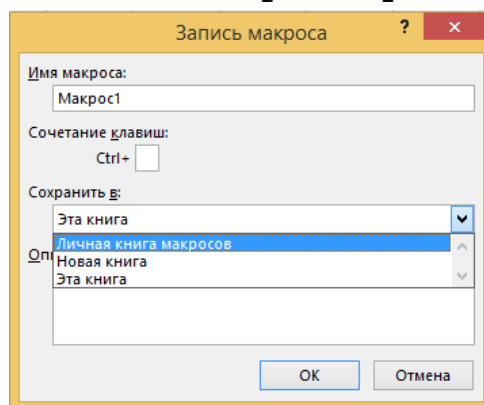 Запись макроса
? ×
Имя макроса:
Макрос1
Сочетание клавиш:
Ctrl+
Сохранить в:
Эта книга
Личная книга макросов
Новая книга
Эта книга
ОК Отмена